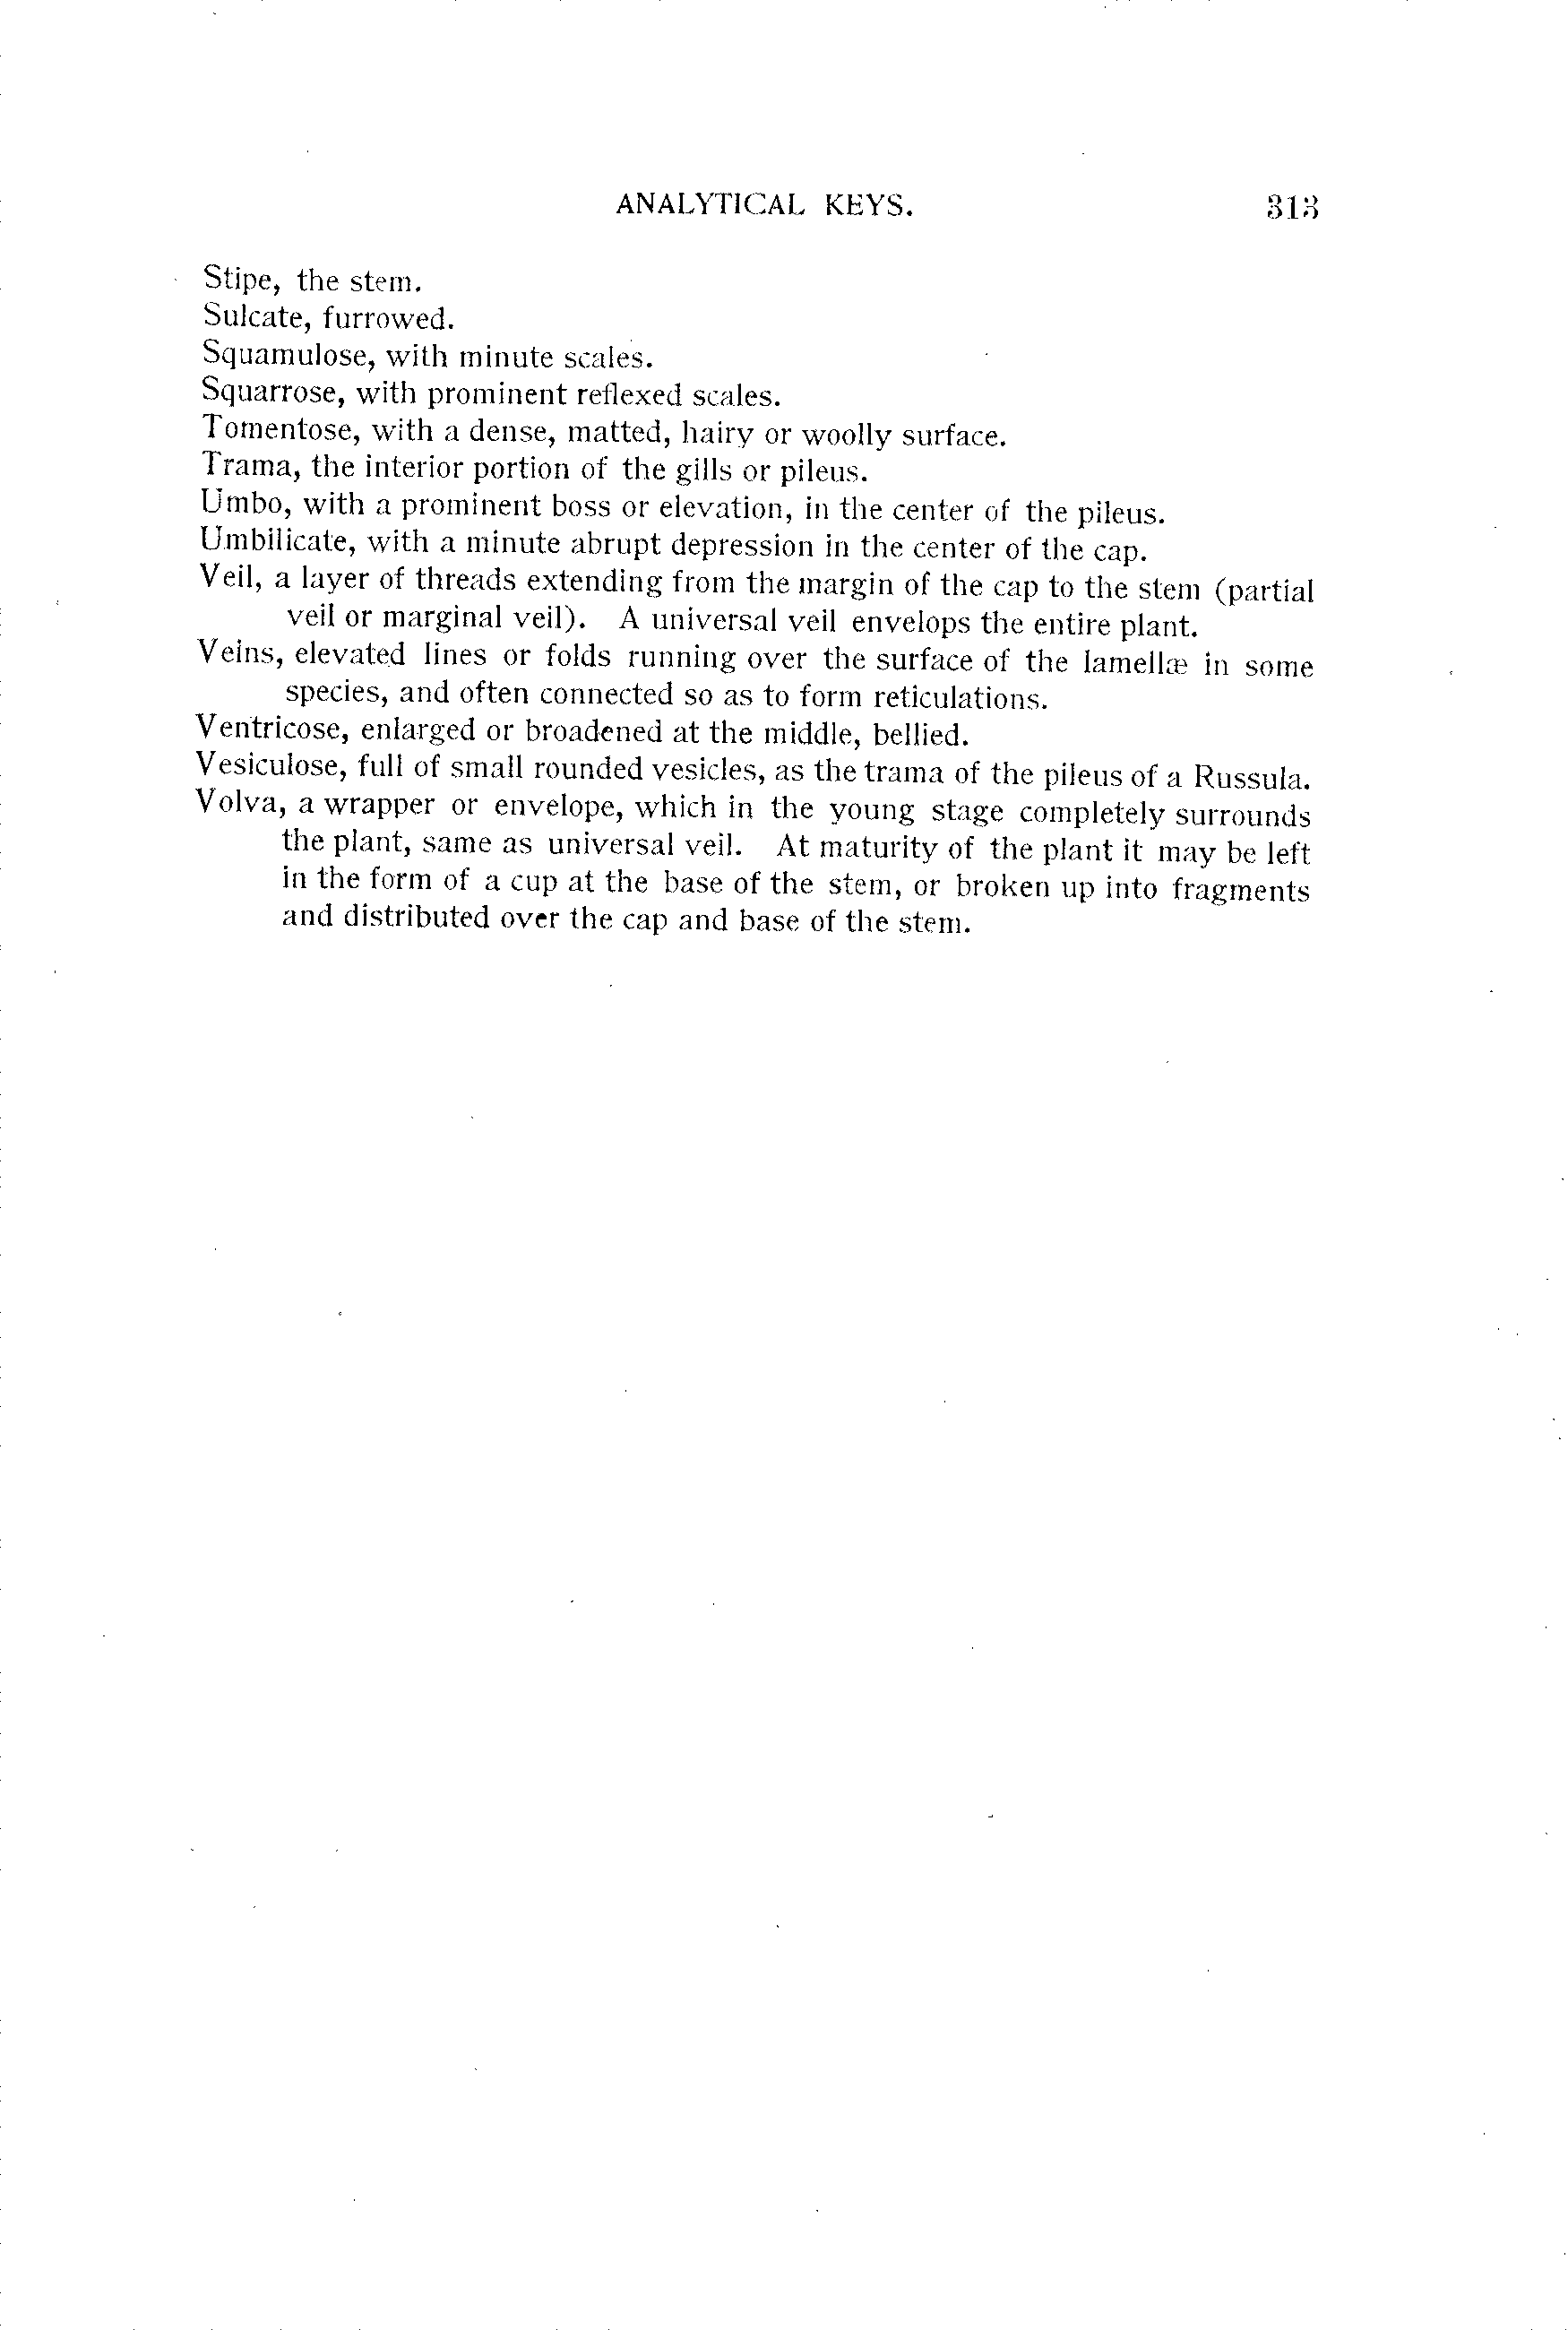 ANALYTICAL KEYS. 313
Stipe, the stem.
Sulcate, furrowed.
Squamulose, with minute scales.
Squarrose, with prominent reflexed scales.
Tomentose, with a dense, matted, hairy or woolly surface.
Trama, the interior portion of the gills or pileus.
Umbo, with a prominent boss or elevation, in the center of the pileus.
Umbilicate, with a minute abrupt depression in the center of the cap.
Veil, a layer of threads extending from the margin of the cap to the stem (partial
veil or marginal veil). A universal veil envelops the entire plant.
Veins, elevated lines or folds running over the surface of the lamellæ in some
species, and often connected so as to form reticulations.
Ventricose, enlarged or broadened at the middle, bellied.
Vesiculose, full of small rounded vesicles, as the trama of the pileus of a Russula.
Volva, a wrapper or envelope, which in the young stage completely surrounds
the plant, same as universal veil. At maturity of the plant it may be left
in the form of a cup at the base of the stem, or broken up into fragments
and distributed over the cap and base of the stem.